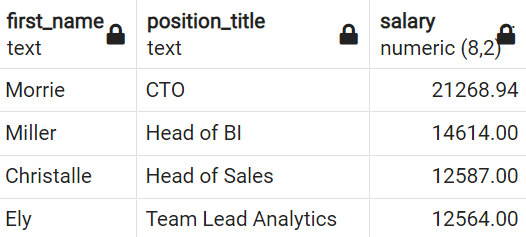 first_name position_title salary
text text numeric (8,2)
Morrie CTO 21268.94
Miller Head of BI 14614.00
Christalle Head of Sales 12587.00
Ely Team Lead Analytics 12564.00